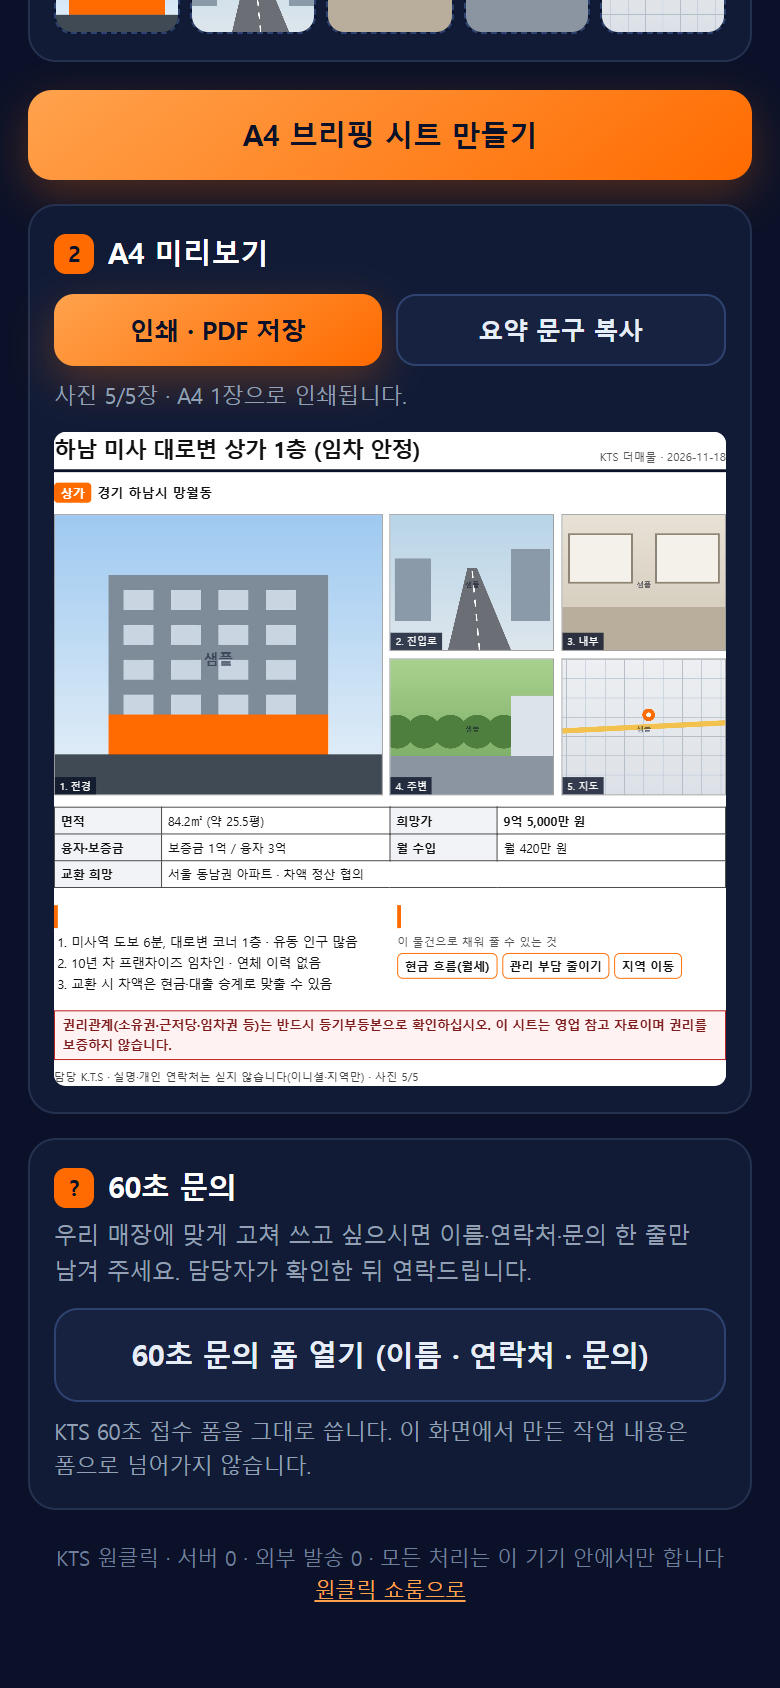 A4 브리핑 시트 만들기
2 A4 미리보기
인쇄 · PDF 저장
요약 문구 복사
사진 5/5장 · A4 1장으로 인쇄됩니다.
하남 미사 대로변 상가 1층 (임차 안정)
KTS 더매물 · 2026-11-18
상가 경기 하남시 망월동
샘플
1. 전경
샘플
2. 진입로
샘플
3. 내부
샘플
4. 주변
샘플
5. 지도
면적 84.2㎡ (약 25.5평) 희망가 9억 5,000만 원
융자·보증금 보증금 1억 / 융자 3억 월 수입 월 420만 원
교환 희망 서울 동남권 아파트 · 차액 정산 협의
1. 미사역 도보 6분, 대로변 코너 1층 · 유동 인구 많음
2. 10년 차 프랜차이즈 임차인 · 연체 이력 없음
3. 교환 시 차액은 현금·대출 승계로 맞출 수 있음
이 물건으로 채워 줄 수 있는 것
현금 흐름(월세) 관리 부담 줄이기 지역 이동
권리관계(소유권·근저당·임차권 등)는 반드시 등기부등본으로 확인하십시오. 이 시트는 영업 참고 자료이며 권리를
보증하지 않습니다.
담당 K.T.S · 실명·개인 연락처는 싣지 않습니다(이니셜·지역만) · 사진 5/5
? 60초 문의
우리 매장에 맞게 고쳐 쓰고 싶으시면 이름·연락처·문의 한 줄만
남겨 주세요. 담당자가 확인한 뒤 연락드립니다.
60초 문의 폼 열기 (이름 · 연락처 · 문의)
KTS 60초 접수 폼을 그대로 씁니다. 이 화면에서 만든 작업 내용은
폼으로 넘어가지 않습니다.
KTS 원클릭 · 서버 0 · 외부 발송 0 · 모든 처리는 이 기기 안에서만 합니다
원클릭 쇼룸으로